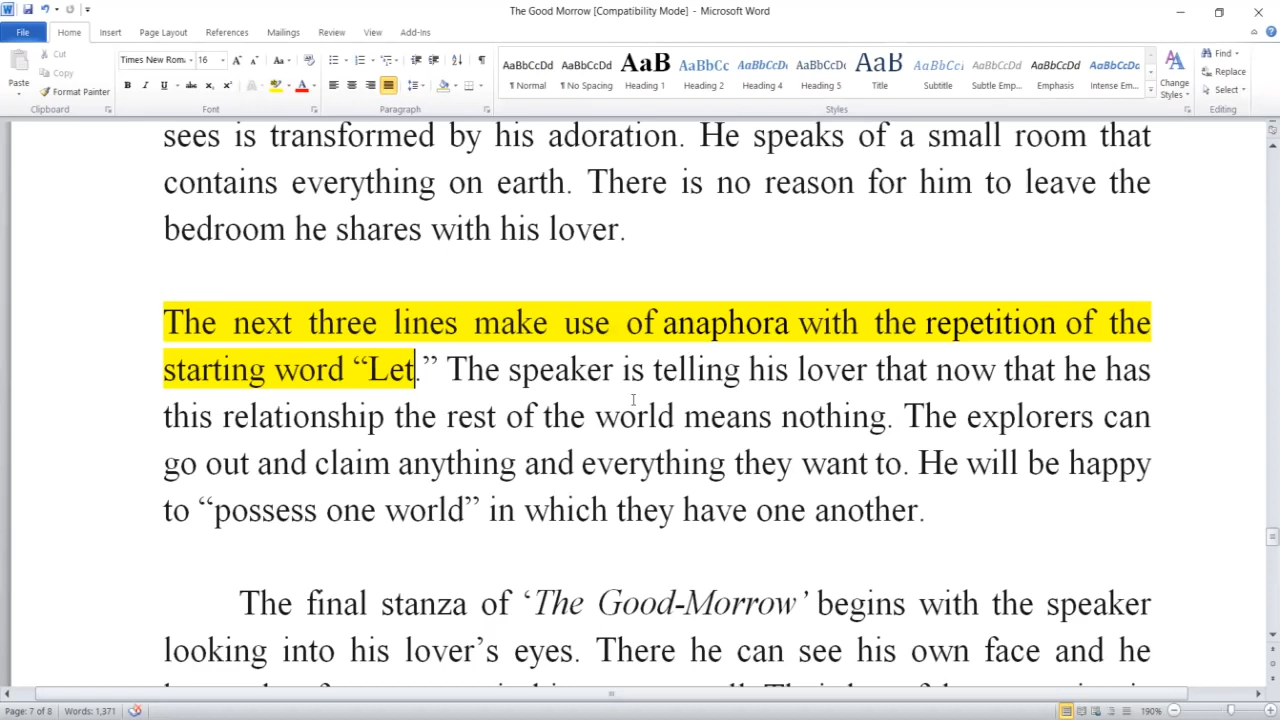 The Good Morrow [Compatibility Mode] - Microsoft Word
File Home Insert Page Layout References Mailings Review View Add-Ins
Paste
Cut
Copy
Format Painter
Clipboard
Times New Rom 16
Font
Paragraph
AaBbCcDd AaBbCcDd AaB AaBbCc AaBbCcDc AaBbCcDc AaB AaBbCcI AaBbCcDd AaBbCcDd AaBbCcDc
¶ Normal ¶ No Spacing Heading 1 Heading 2 Heading 4 Heading 5 Title Subtitle Subtle Emp... Emphasis Intense Em...
Styles
Change Styles
Find
Replace
Select
Editing
sees is transformed by his adoration. He speaks of a small room that
contains everything on earth. There is no reason for him to leave the
bedroom he shares with his lover.
The next three lines make use of anaphora with the repetition of the
starting word “Let.” The speaker is telling his lover that now that he has
this relationship the rest of the world means nothing. The explorers can
go out and claim anything and everything they want to. He will be happy
to “possess one world” in which they have one another.
The final stanza of ‘The Good-Morrow’ begins with the speaker
looking into his lover’s eyes. There he can see his own face and he
Page: 7 of 8 Words: 1,371 190%